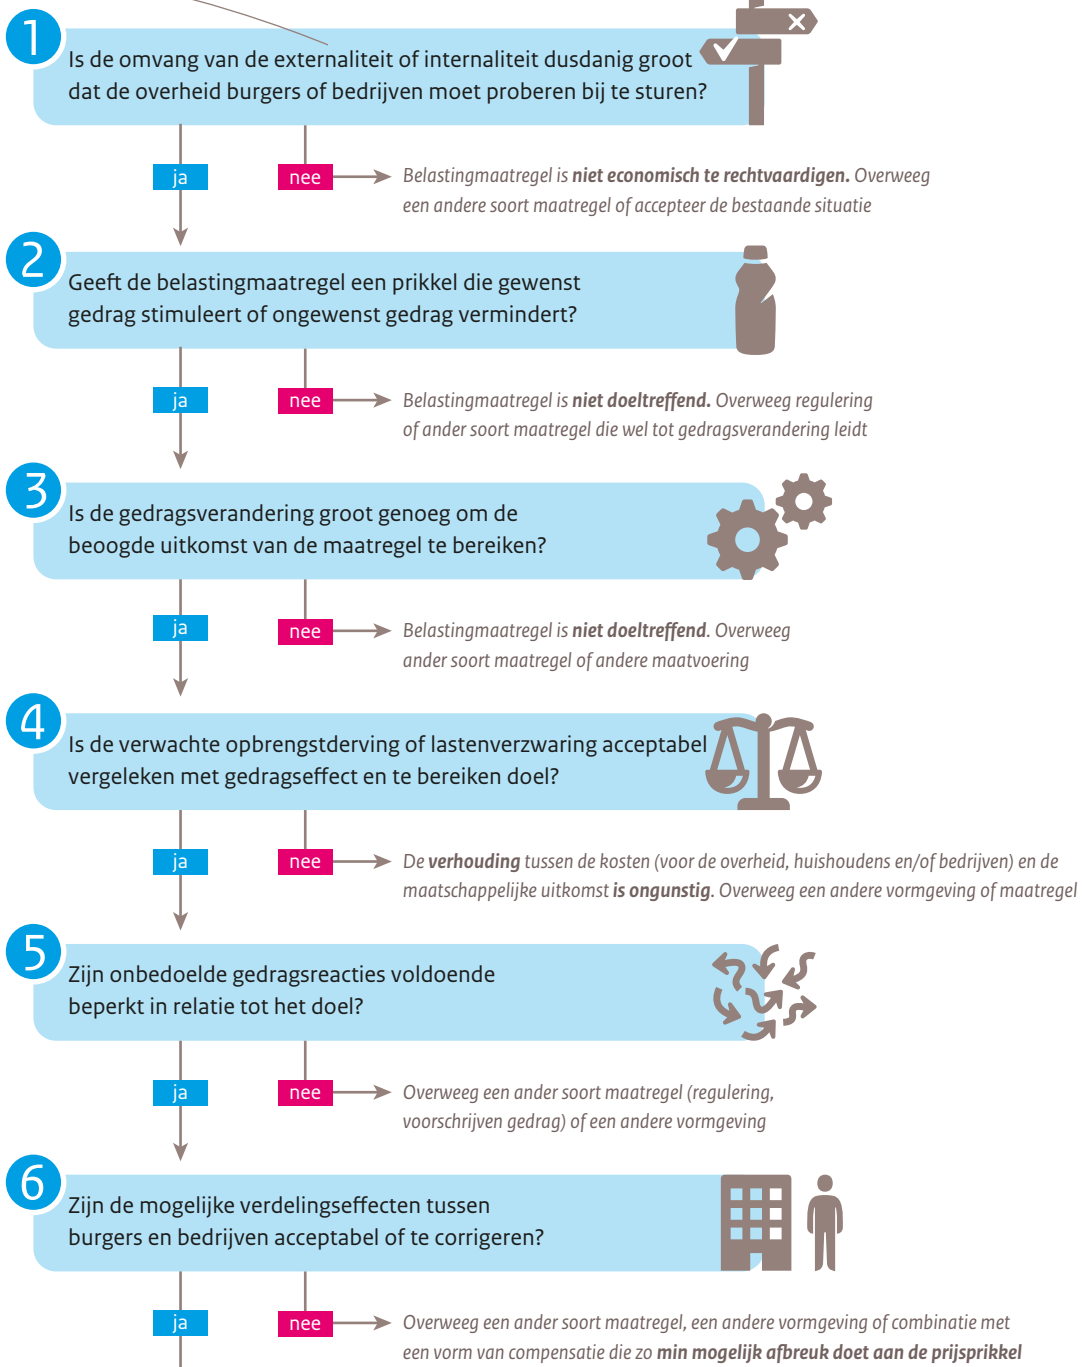 1
Is de omvang van de externaliteit of internaliteit dusdanig groot
dat de overheid burgers of bedrijven moet proberen bij te sturen?
ja
nee
Belastingmaatregel is niet economisch te rechtvaardigen. Overweeg
een andere soort maatregel of accepteer de bestaande situatie
2
Geeft de belastingmaatregel een prikkel die gewenst
gedrag stimuleert of ongewenst gedrag vermindert?
ja
nee
Belastingmaatregel is niet doeltreffend. Overweeg regulering
of ander soort maatregel die wel tot gedragsverandering leidt
3
Is de gedragsverandering groot genoeg om de
beoogde uitkomst van de maatregel te bereiken?
ja
nee
Belastingmaatregel is niet doeltreffend. Overweeg
ander soort maatregel of andere maatvoering
4
Is de verwachte opbrengstderving of lastenverzwaring acceptabel
vergeleken met gedragseffect en te bereiken doel?
ja
nee
De verhouding tussen de kosten (voor de overheid, huishoudens en/of bedrijven) en de
maatschappelijke uitkomst is ongunstig. Overweeg een andere vormgeving of maatregel
5
Zijn onbedoelde gedragsreacties voldoende
beperkt in relatie tot het doel?
ja
nee
Overweeg een ander soort maatregel (regulering,
voorschrijven gedrag) of een andere vormgeving
6
Zijn de mogelijke verdelingseffecten tussen
burgers en bedrijven acceptabel of te corrigeren?
ja
nee
Overweeg een ander soort maatregel, een andere vormgeving of combinatie met
een vorm van compensatie die zo min mogelijk afbreuk doet aan de prijsprikkel